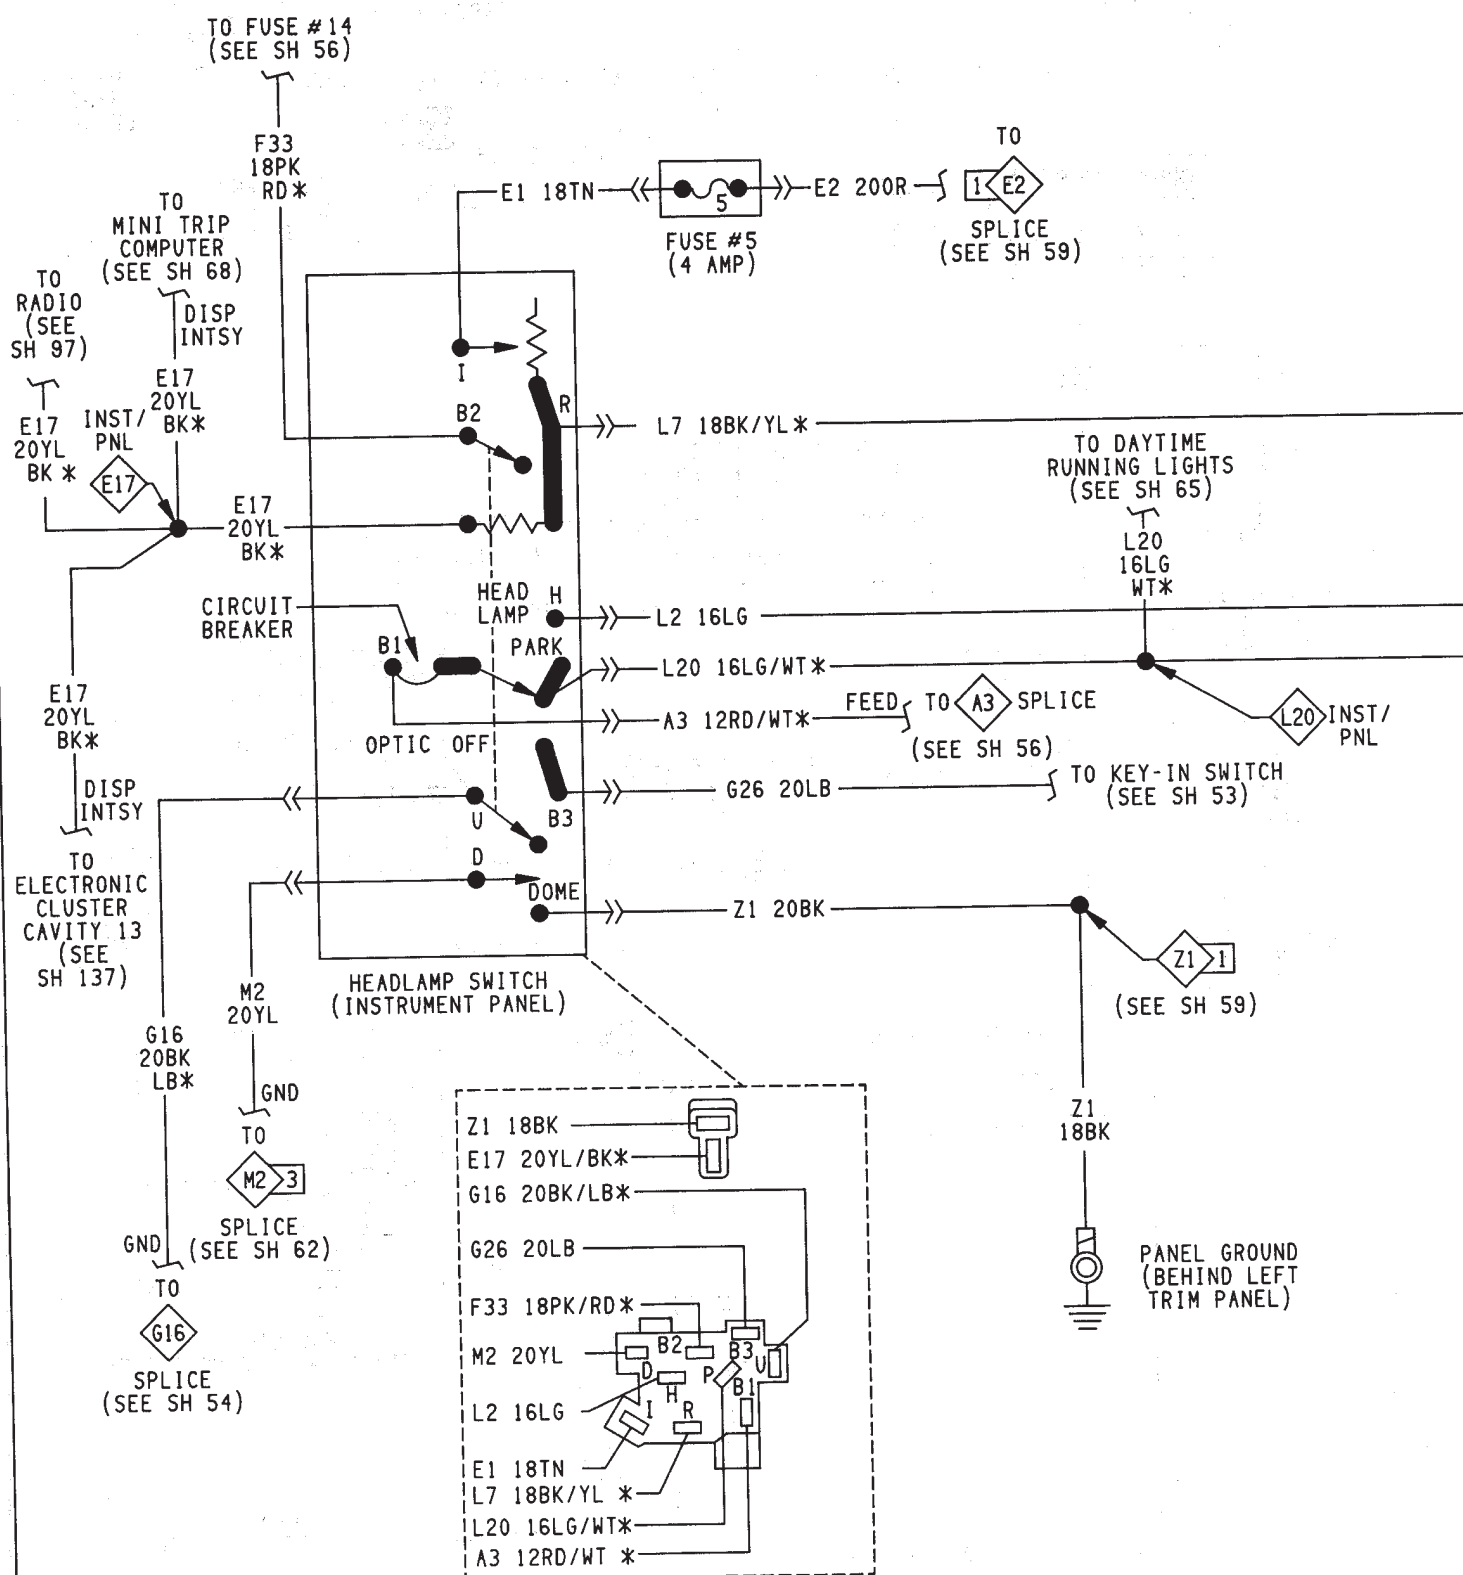 TO FUSE #14
(SEE SH 56)
F33
18PK
RD*
TO
MINI TRIP
COMPUTER
(SEE SH 68)
DISP
INTSY
TO
RADIO
(SEE
SH 97)
E17
20YL
BK*
E17
20YL
BK*
INST/
PNL
E17
E17
20YL
BK*
E1 18TN
5
FUSE #5
(4 AMP)
E2 200R
TO
1 E2
SPLICE
(SEE SH 59)
I
B2
R
L7 18BK/YL*
TO DAYTIME
RUNNING LIGHTS
(SEE SH 65)
L20
16LG
WT*
CIRCUIT
BREAKER
HEAD
LAMP
H
L2 16LG
B1
PARK
L20 16LG/WT*
A3 12RD/WT*
FEED
TO A3 SPLICE
(SEE SH 56)
L20 INST/
PNL
OPTIC OFF
E17
20YL
BK*
DISP
INTSY
TO
ELECTRONIC
CLUSTER
CAVITY 13
(SEE
SH 137)
G26 20LB
TO KEY-IN SWITCH
(SEE SH 53)
U
B3
D
DOME
Z1 20BK
Z1 1
(SEE SH 59)
HEADLAMP SWITCH
(INSTRUMENT PANEL)
M2
20YL
GND
TO
M2 3
SPLICE
(SEE SH 62)
G16
20BK
LB*
GND
TO
G16
SPLICE
(SEE SH 54)
Z1
18BK
PANEL GROUND
(BEHIND LEFT
TRIM PANEL)
Z1 18BK
E17 20YL/BK*
G16 20BK/LB*
G26 20LB
F33 18PK/RD*
M2 20YL
L2 16LG
E1 18TN
L7 18BK/YL *
L20 16LG/WT*
A3 12RD/WT *
B2
B3
U
D
P
B1
H
I
R